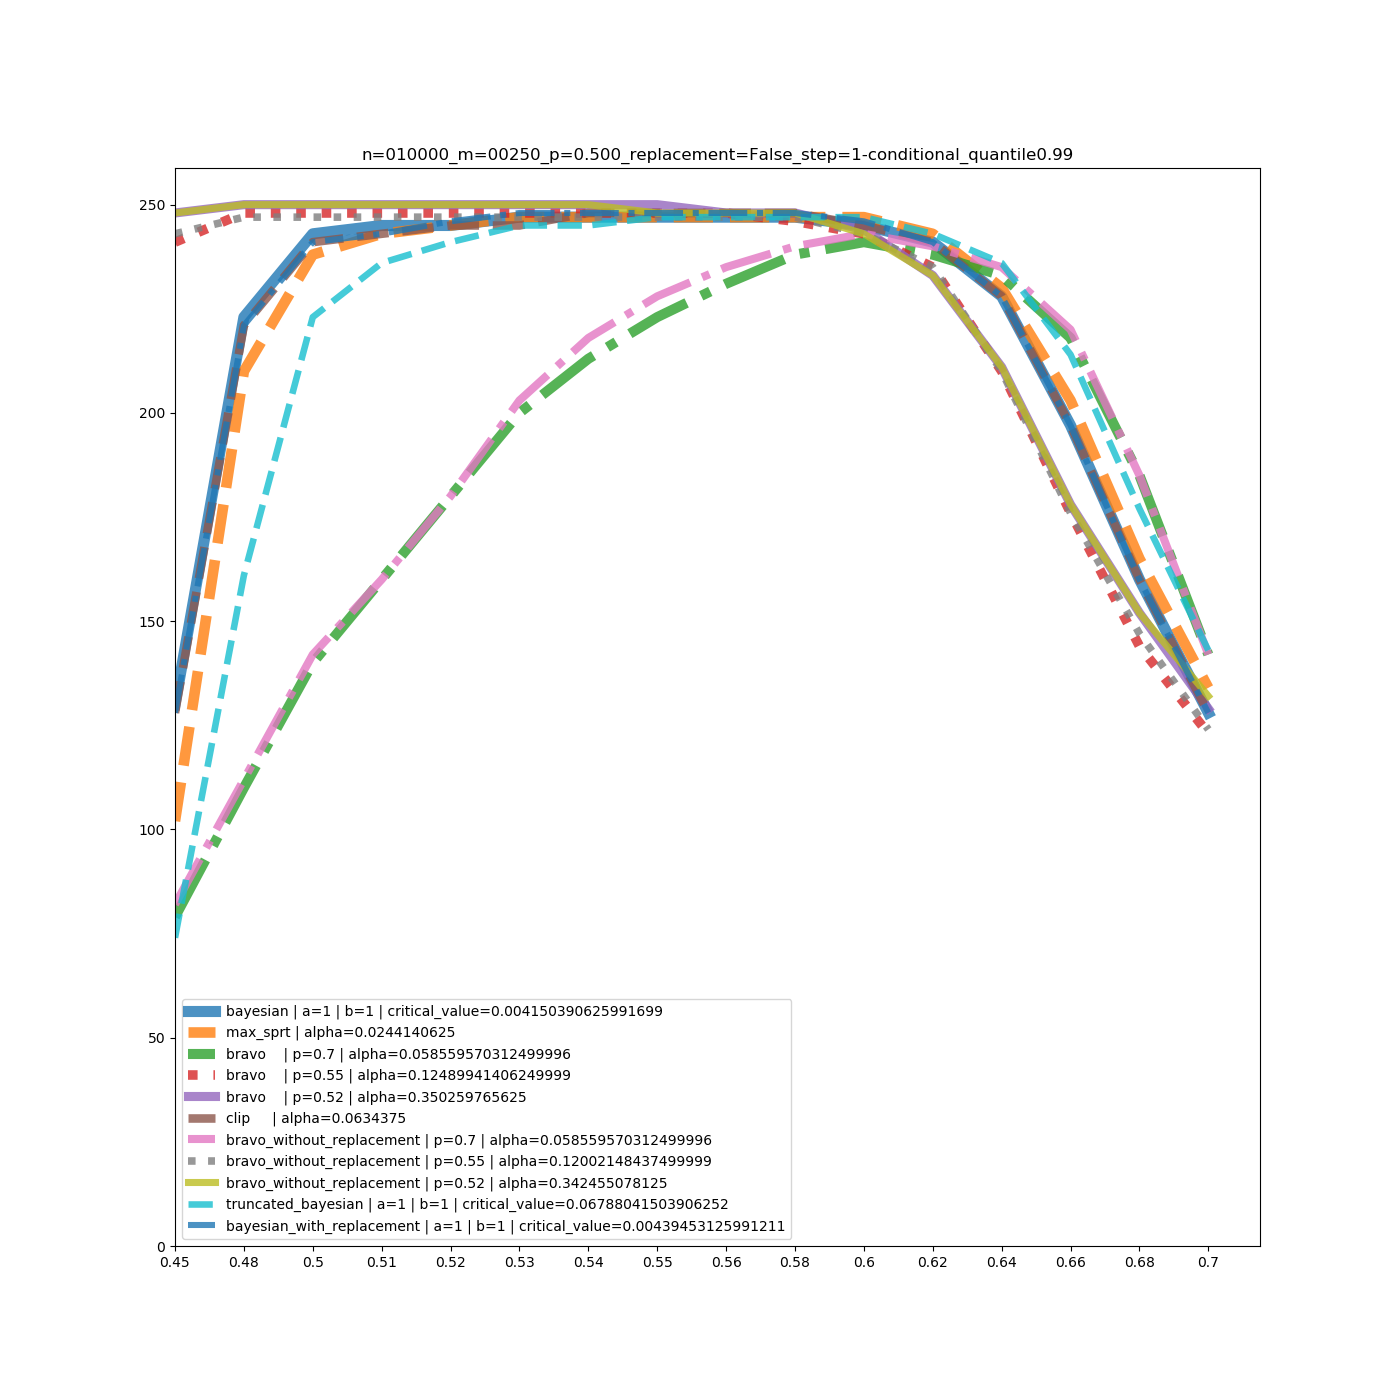 n=010000_m=00250_p=0.500_replacement=False_step=1-conditional_quantile0.99
250
200
150
100
50
0
bayesian | a=1 | b=1 | critical_value=0.004150390625991699
max_sprt | alpha=0.0244140625
bravo | p=0.7 | alpha=0.058559570312499996
bravo | p=0.55 | alpha=0.12489941406249999
bravo | p=0.52 | alpha=0.350259765625
clip | alpha=0.0634375
bravo_without_replacement | p=0.7 | alpha=0.058559570312499996
bravo_without_replacement | p=0.55 | alpha=0.12002148437499999
bravo_without_replacement | p=0.52 | alpha=0.342455078125
truncated_bayesian | a=1 | b=1 | critical_value=0.06788041503906252
bayesian_with_replacement | a=1 | b=1 | critical_value=0.00439453125991211
0.45 0.48 0.5 0.51 0.52 0.53 0.54 0.55 0.56 0.58 0.6 0.62 0.64 0.66 0.68 0.7